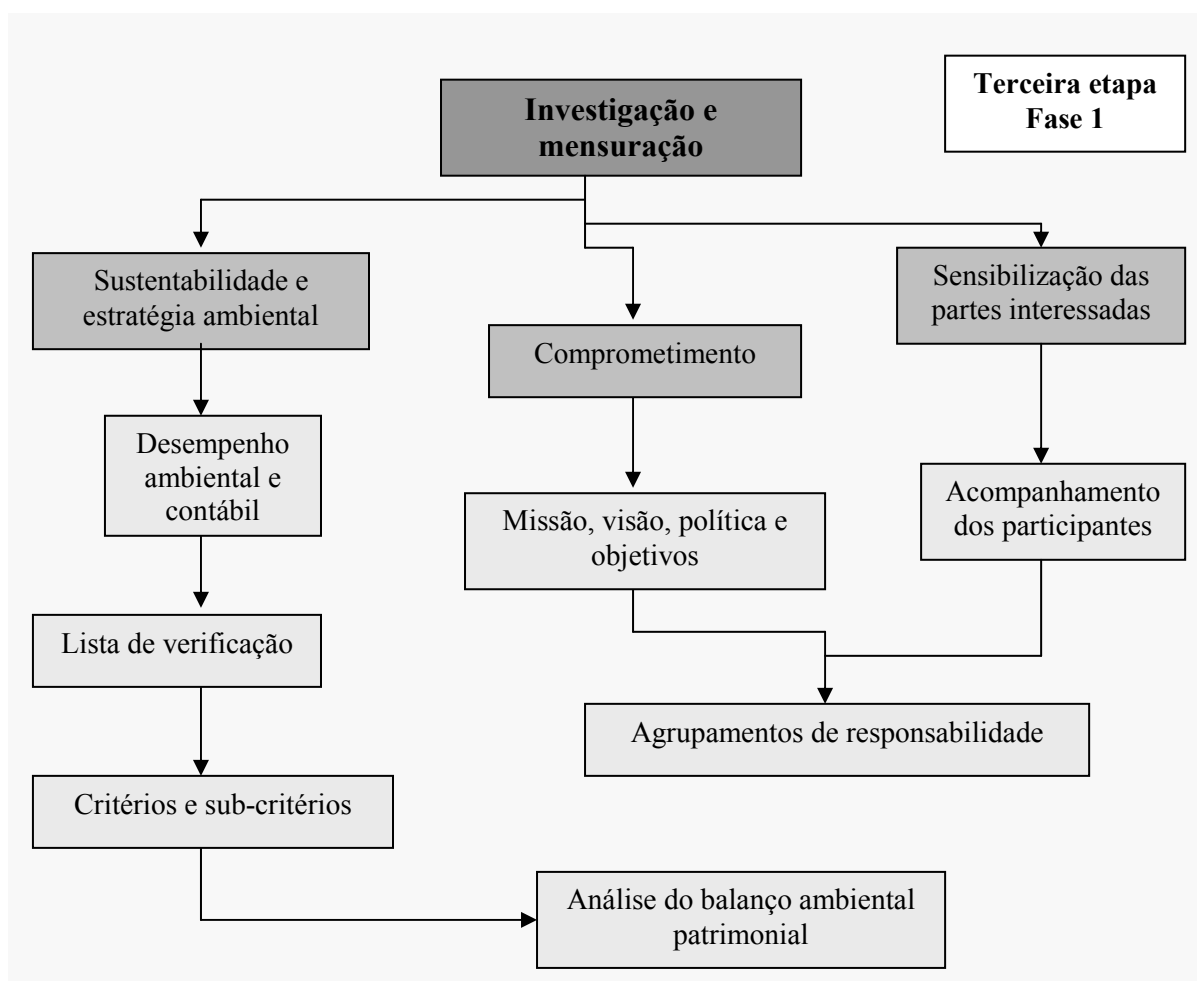 Terceira etapa
Fase 1
Investigação e
mensuração
Sustentabilidade e
estratégia ambiental
Comprometimento
Sensibilização das
partes interessadas
Desempenho
ambiental e
contábil
Missão, visão, política e
objetivos
Acompanhamento
dos participantes
Lista de verificação
Agrupamentos de responsabilidade
Critérios e sub-critérios
Análise do balanço ambiental
patrimonial